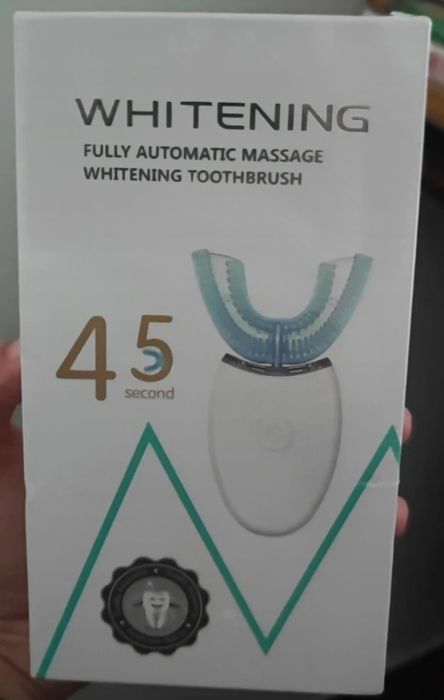 WHITENING
FULLY AUTOMATIC MASSAGE
WHITENING TOOTHBRUSH
45
second